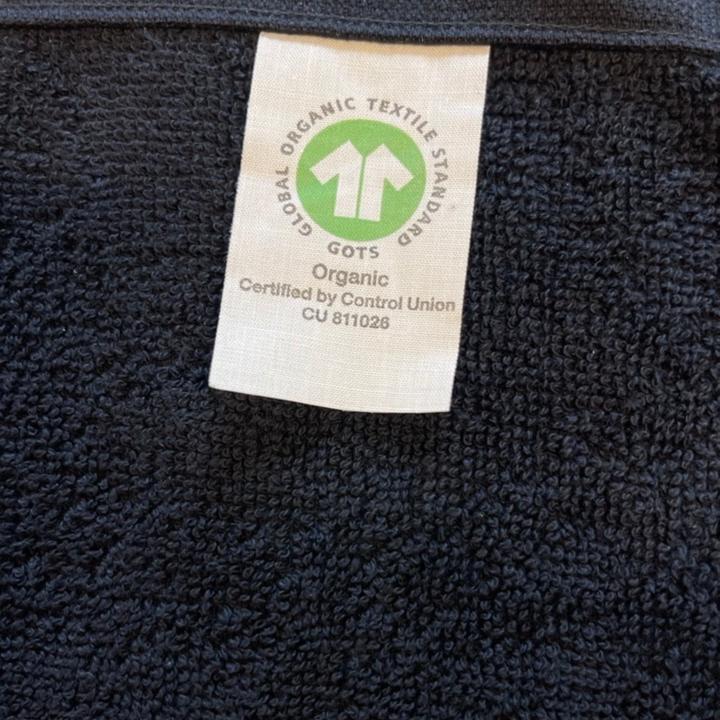 GLOBAL ORGANIC TEXTILE STANDARD
GOTS
Organic
Certified by Control Union
CU 811026